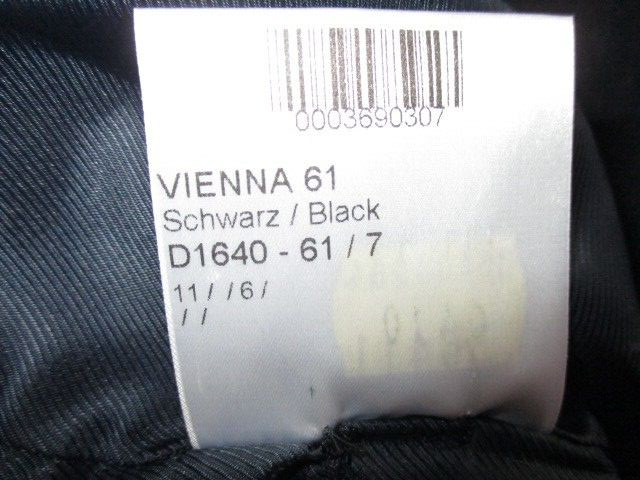 0003690307
VIENNA 61
Schwarz / Black
D1640 - 61 / 7
11 / / 6 /
/ /